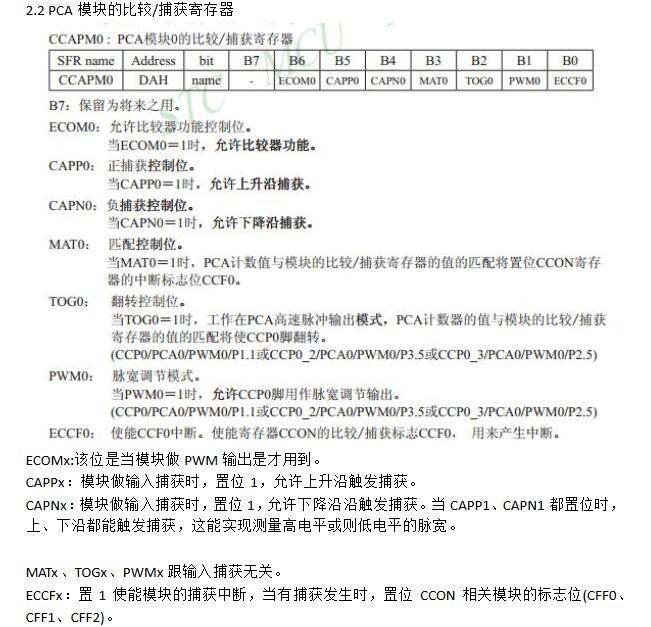 2.2 PCA 模块的比较/捕获寄存器
CCAPM0：PCA模块0的比较/捕获寄存器
SFR name Address bit B7 B6 B5 B4 B3 B2 B1 B0
CCAPM0 DAH name - ECOM0 CAPP0 CAPN0 MAT0 TOG0 PWM0 ECCF0
B7：保留为将来之用。
ECOM0：允许比较器功能控制位。
当ECOM0=1时，允许比较器功能。
CAPP0：正捕获控制位。
当CAPP0=1时，允许上升沿捕获。
CAPN0：负捕获控制位。
当CAPN0=1时，允许下降沿捕获。
MAT0：匹配控制位。
当MAT0=1时，PCA计数值与模块的比较/捕获寄存器的值的匹配将置位CCON寄存
器的中断标志位CCF0。
TOG0：翻转控制位。
当TOG0=1时，工作在PCA高速脉冲输出模式，PCA计数器的值与模块的比较/捕获
寄存器的值的匹配将使CCP0脚翻转。
(CCP0/PCA0/PWM0/P1.1或CCP0_2/PCA0/PWM0/P3.5或CCP0_3/PCA0/PWM0/P2.5)
PWM0：脉宽调节模式。
当PWM0=1时，允许CCP0脚用作脉宽调节输出。
(CCP0/PCA0/PWM0/P1.1或CCP0_2/PCA0/PWM0/P3.5或CCP0_3/PCA0/PWM0/P2.5)
ECCF0：使能CCF0中断。使能寄存器CCON的比较/捕获标志CCF0， 用来产生中断。
STC MCU
ECOMx:该位是当模块做 PWM 输出是才用到。
CAPPx：模块做输入捕获时，置位 1，允许上升沿触发捕获。
CAPNx：模块做输入捕获时，置位 1，允许下降沿沿触发捕获。当 CAPP1、CAPN1 都置位时，
上、下沿都能触发捕获，这能实现测量高电平或则低电平的脉宽。
MATx 、TOGx、PWMx 跟输入捕获无关。
ECCFx：置 1 使能模块的捕获中断，当有捕获发生时，置位 CCON 相关模块的标志位(CFF0、
CFF1、CFF2)。